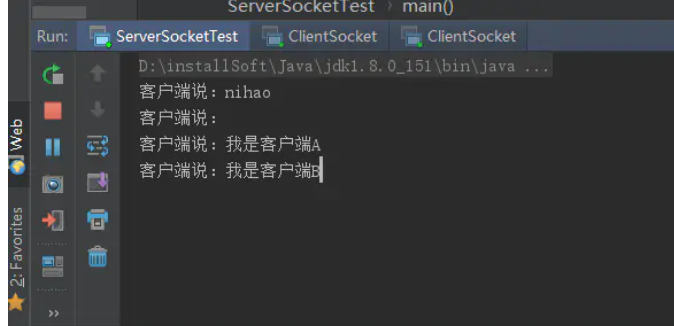 ServerSocketTest › main()
Run: ServerSocketTest ClientSocket ClientSocket
D:\installSoft\Java\jdk1.8.0_151\bin\java ...
客户端说：nihao
客户端说：
客户端说：我是客户端A
客户端说：我是客户端B
Web
2: Favorites
>>